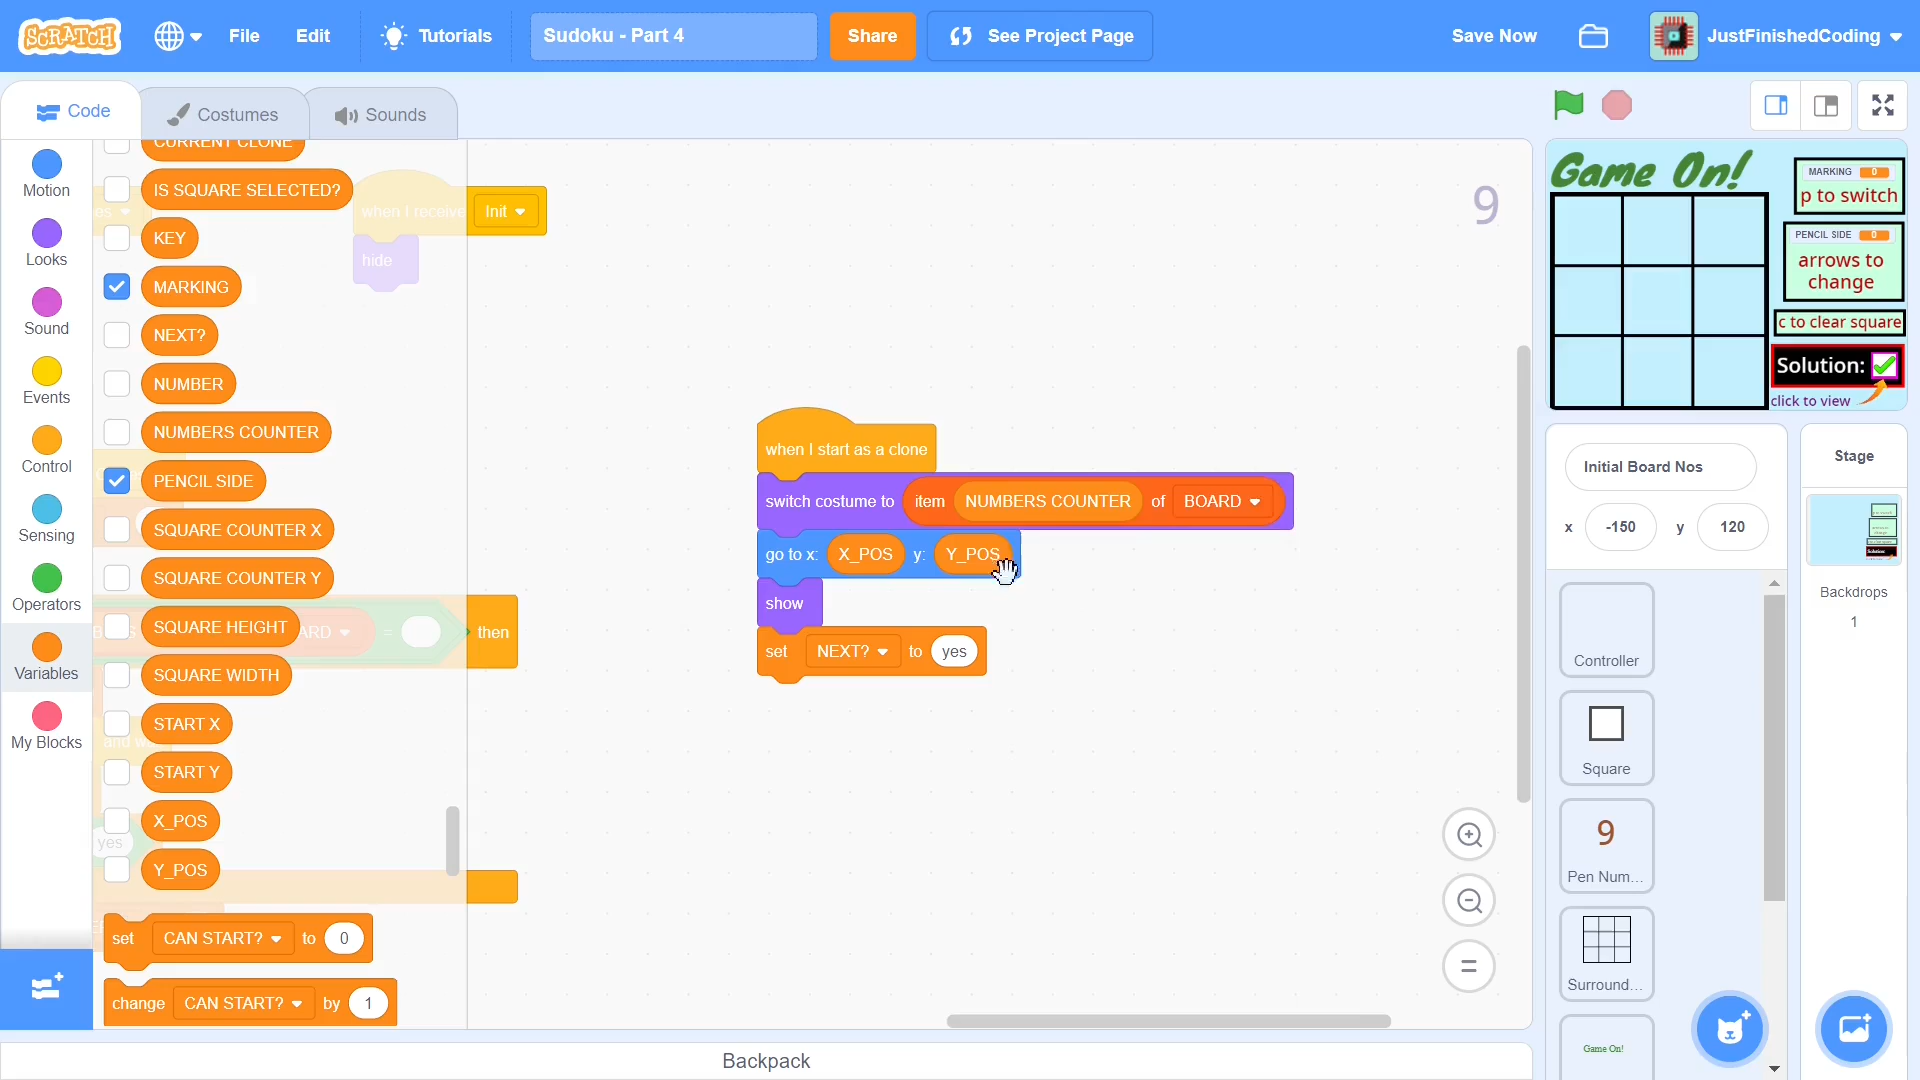 SCRATCH
File
Edit
Tutorials
Sudoku - Part 4
Share
See Project Page
Save Now
JustFinishedCoding
Code
Costumes
Sounds
Motion
Looks
Sound
Events
Control
Sensing
Operators
Variables
My Blocks
CURRENT CLONE
IS SQUARE SELECTED?
KEY
MARKING
NEXT?
NUMBER
NUMBERS COUNTER
PENCIL SIDE
SQUARE COUNTER X
SQUARE COUNTER Y
SQUARE HEIGHT
SQUARE WIDTH
START X
START Y
X_POS
Y_POS
set CAN START? to 0
change CAN START? by 1
when I receive Init
hide
= then
yes
9
when I start as a clone
switch costume to item NUMBERS COUNTER of BOARD
go to x: X_POS y: Y_POS
show
set NEXT? to yes
Game On!
MARKING 0
p to switch
PENCIL SIDE 0
arrows to
change
c to clear square
Solution:
click to view
Initial Board Nos
x -150 y 120
Stage
Backdrops
1
Controller
Square
9
Pen Num...
Surround...
Game On!
Backpack